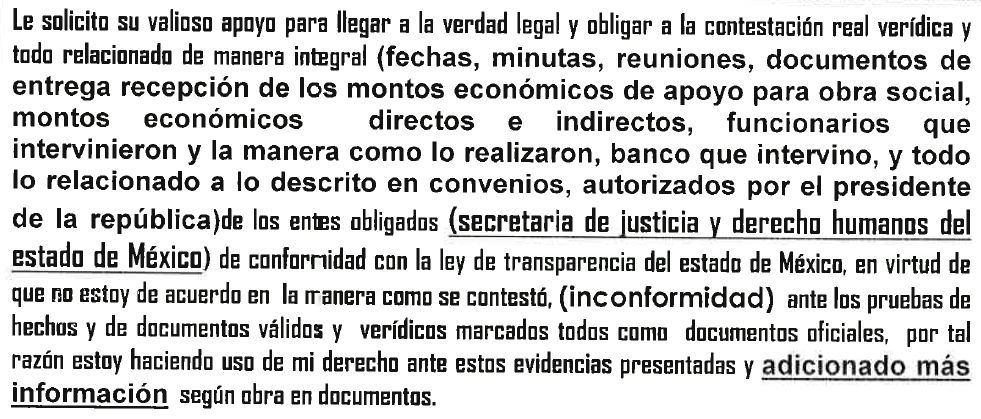 Le solicito su valioso apoyo para llegar a la verdad legal y obligar a la contestación real verídica y
todo relacionado de manera integral (fechas, minutas, reuniones, documentos de
entrega recepción de los montos económicos de apoyo para obra social,
montos económicos directos e indirectos, funcionarios que
intervinieron y la manera como lo realizaron, banco que intervino, y todo
lo relacionado a lo descrito en convenios, autorizados por el presidente
de la república)de los entes obligados (secretaria de justicia y derecho humanos del
estado de México) de conformidad con la ley de transparencia del estado de México, en virtud de
que no estoy de acuerdo en la manera como se contestó, (inconformidad) ante los pruebas de
hechos y de documentos válidos y verídicos marcados todos como documentos oficiales, por tal
razón estoy haciendo uso de mi derecho ante estos evidencias presentadas y adicionado más
información según obra en documentos.